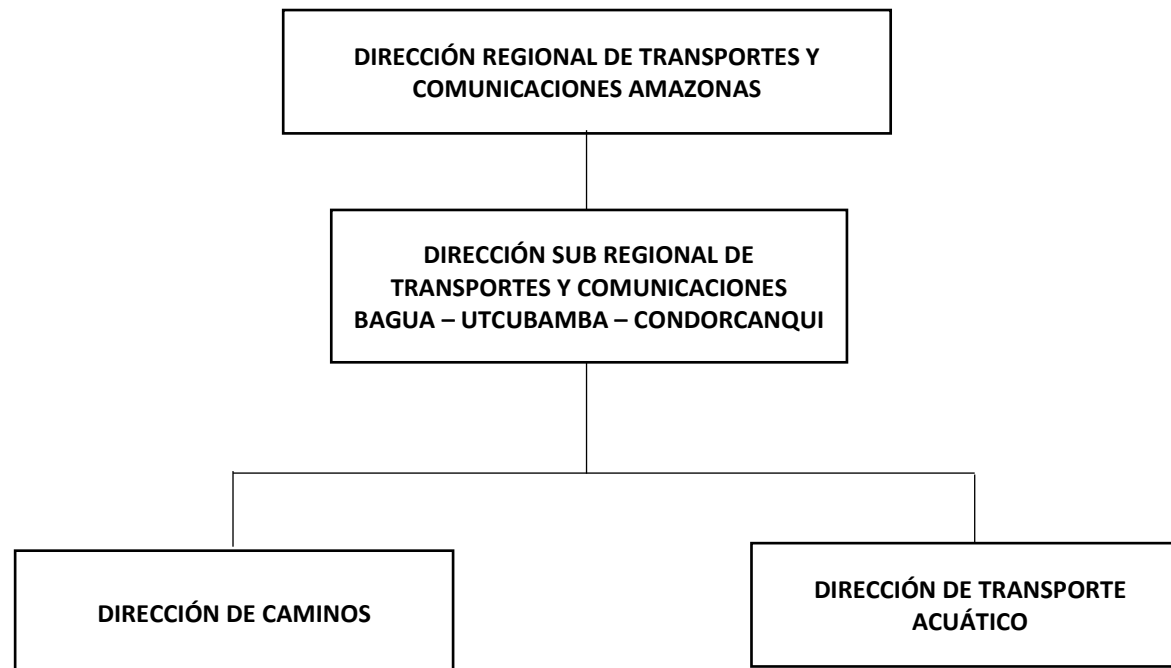 DIRECCIÓN REGIONAL DE TRANSPORTES Y
COMUNICACIONES AMAZONAS
DIRECCIÓN SUB REGIONAL DE
TRANSPORTES Y COMUNICACIONES
BAGUA – UTCUBAMBA – CONDORCANQUI
DIRECCIÓN DE CAMINOS
DIRECCIÓN DE TRANSPORTE
ACUÁTICO